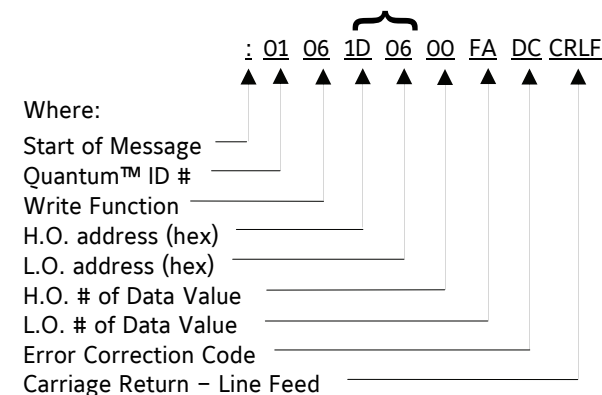 : 01 06 1D 06 00 FA DC CRLF
Where:
Start of Message
Quantum™ ID #
Write Function
H.O. address (hex)
L.O. address (hex)
H.O. # of Data Value
L.O. # of Data Value
Error Correction Code
Carriage Return – Line Feed